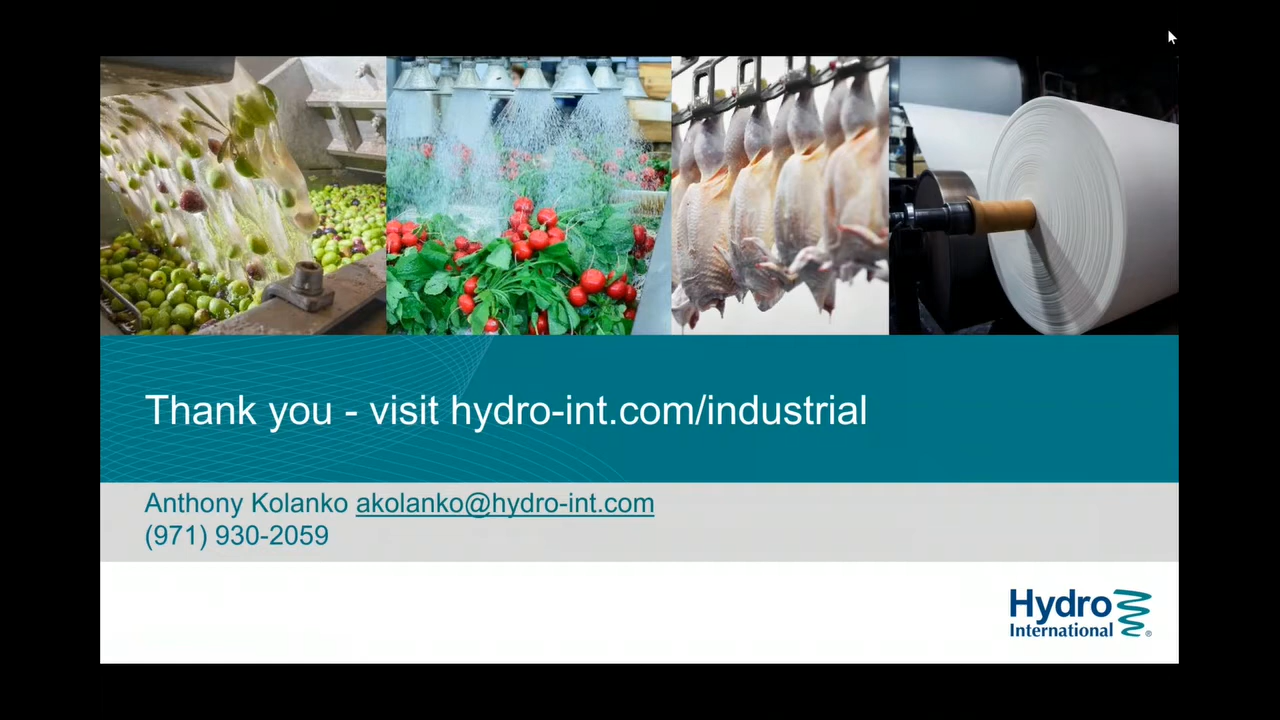 Thank you - visit hydro-int.com/industrial
Anthony Kolanko akolanko@hydro-int.com
(971) 930-2059
Hydro
International ®